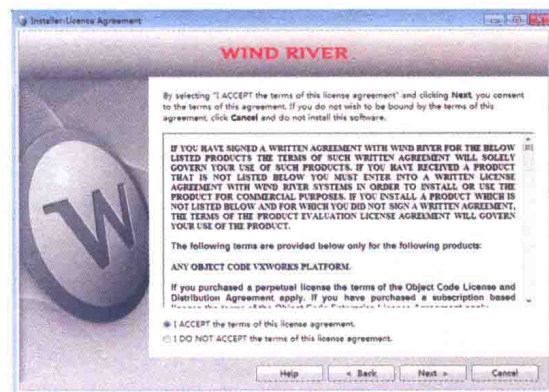 Installer-License Agreement
WIND RIVER
By selecting "I ACCEPT the terms of this license agreement" and clicking Next, you consent
to the terms of this agreement. If you do not wish to be bound by the terms of this
agreement, click Cancel and do not install this software.
IF YOU HAVE SIGNED A WRITTEN AGREEMENT WITH WIND RIVER FOR THE BELOW
LISTED PRODUCTS THE TERMS OF SUCH WRITTEN AGREEMENT WILL SOLELY
GOVERN YOUR USE OF SUCH PRODUCTS. IF YOU HAVE RECEIVED A PRODUCT
THAT IS NOT LISTED BELOW YOU MUST ENTER INTO A WRITTEN LICENSE
AGREEMENT WITH WIND RIVER SYSTEMS IN ORDER TO INSTALL OR USE THE
PRODUCT FOR COMMERCIAL PURPOSES. IF YOU INSTALL A PRODUCT WHICH IS
NOT LISTED BELOW AND FOR WHICH YOU DID NOT SIGN A WRITTEN AGREEMENT,
THE TERMS OF THE PRODUCT EVALUATION LICENSE AGREEMENT WILL GOVERN
YOUR USE OF THE PRODUCT.
The following terms are provided below only for the following products:
ANY OBJECT CODE VXWORKS PLATFORM.
If you purchased a perpetual license the terms of the Object Code License and
Distribution Agreement apply. If you have purchased a subscription based
W
I ACCEPT the terms of this license agreement.
I DO NOT ACCEPT the terms of this license agreement.
Help
< Back
Next >
Cancel